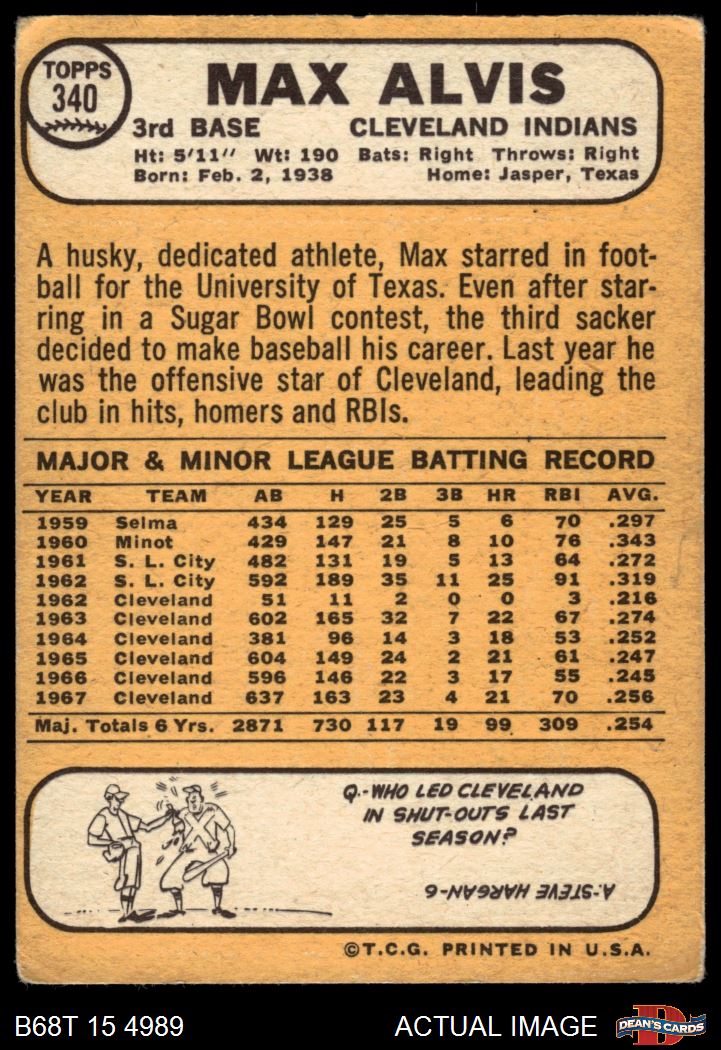 TOPPS
340
MAX ALVIS
3rd BASE CLEVELAND INDIANS
Ht: 5'11" Wt: 190 Bats: Right Throws: Right
Born: Feb. 2, 1938 Home: Jasper, Texas
A husky, dedicated athlete, Max starred in foot-
ball for the University of Texas. Even after star-
ring in a Sugar Bowl contest, the third sacker
decided to make baseball his career. Last year he
was the offensive star of Cleveland, leading the
club in hits, homers and RBIs.
MAJOR & MINOR LEAGUE BATTING RECORD
YEAR TEAM AB H 2B 3B HR RBI AVG.
1959 Selma 434 129 25 5 6 70 .297
1960 Minot 429 147 21 8 10 76 .343
1961 S. L. City 482 131 19 5 13 64 .272
1962 S. L. City 592 189 35 11 25 91 .319
1962 Cleveland 51 11 2 0 0 3 .216
1963 Cleveland 602 165 32 7 22 67 .274
1964 Cleveland 381 96 14 3 18 53 .252
1965 Cleveland 604 149 24 2 21 61 .247
1966 Cleveland 596 146 22 3 17 55 .245
1967 Cleveland 637 163 23 4 21 70 .256
Maj. Totals 6 Yrs. 2871 730 117 19 99 309 .254
Q.-WHO LED CLEVELAND
IN SHUT-OUTS LAST
SEASON?
A.-STEVE HARGAN-6
©T.C.G. PRINTED IN U.S.A.
B68T 15 4989 ACTUAL IMAGE
D
DEAN'S CARDS